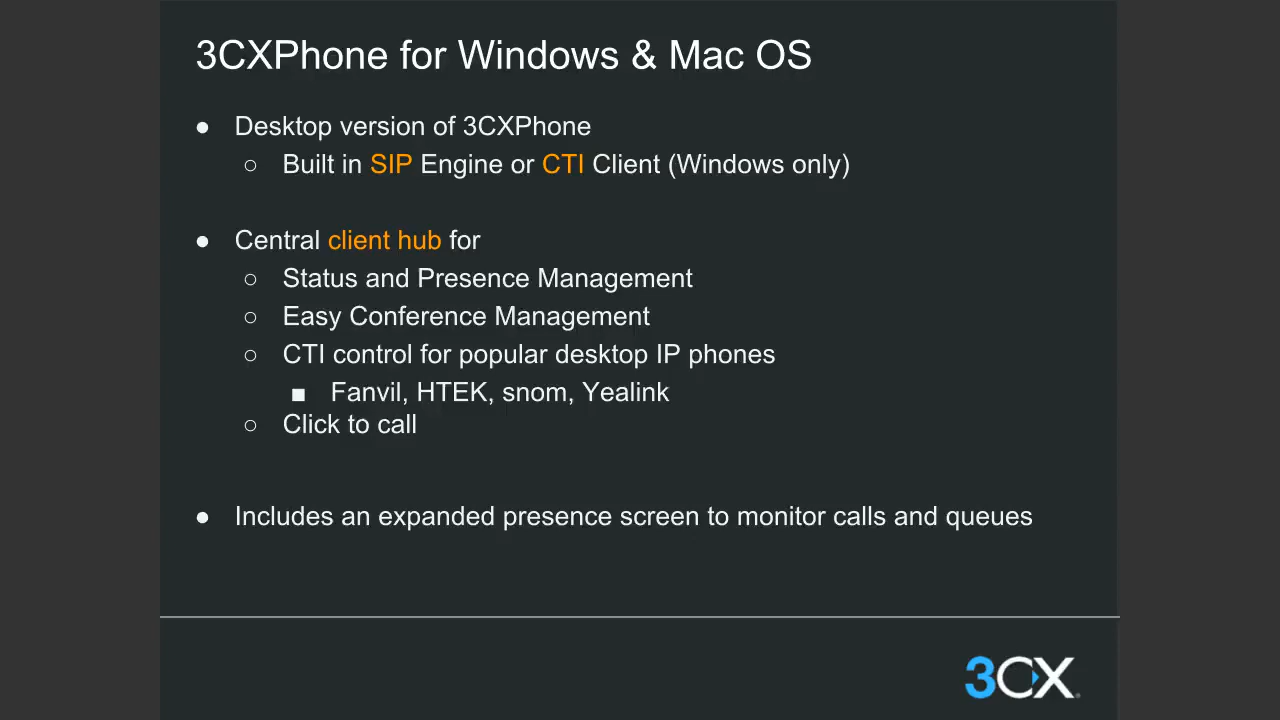 3CXPhone for Windows & Mac OS
● Desktop version of 3CXPhone
○ Built in SIP Engine or CTI Client (Windows only)
● Central client hub for
○ Status and Presence Management
○ Easy Conference Management
○ CTI control for popular desktop IP phones
■ Fanvil, HTEK, snom, Yealink
○ Click to call
● Includes an expanded presence screen to monitor calls and queues
3CX